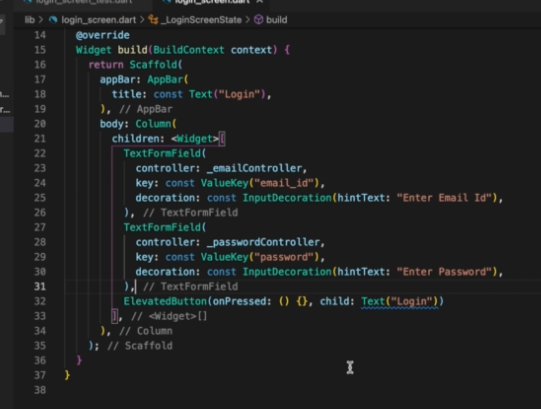 login_screen_test.dart login_screen.dart
lib > login_screen.dart > _LoginScreenState > build
14 @override
15 Widget build(BuildContext context) {
16 return Scaffold(
17 appBar: AppBar(
18 title: const Text("Login"),
19 ), // AppBar
20 body: Column(
21 children: <Widget>[
22 TextFormField(
23 controller: _emailController,
24 key: const ValueKey("email_id"),
25 decoration: const InputDecoration(hintText: "Enter Email Id"),
26 ), // TextFormField
27 TextFormField(
28 controller: _passwordController,
29 key: const ValueKey("password"),
30 decoration: const InputDecoration(hintText: "Enter Password"),
31 ), // TextFormField
32 ElevatedButton(onPressed: () {}, child: Text("Login"))
33 ], // <Widget>[]
34 ), // Column
35 ); // Scaffold
36 }
37 }
38